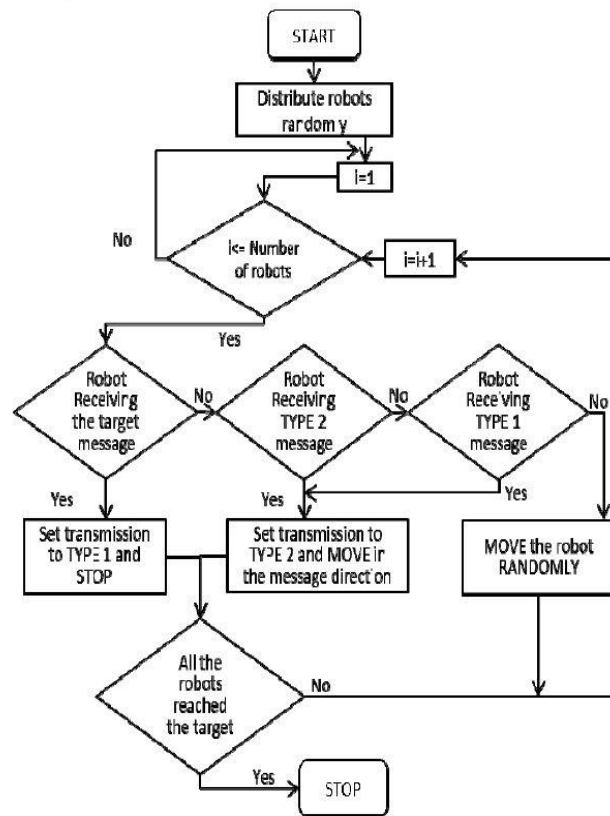 START
Distribute robots
random y
i=1
No
i<= Number
of robots
i=i+1
Yes
Robot
Receiving
the target
message
No
Robot
Receiving
TYPE 2
message
No
Robot
Receiving
TYPE 1
message
No
Yes
Yes
Yes
Set transmission
to TYPE 1 and
STOP
Set transmission to
TYPE 2 and MOVE in
the message direction
MOVE the robot
RANDOMLY
All the
robots
reached
the target
No
Yes
STOP